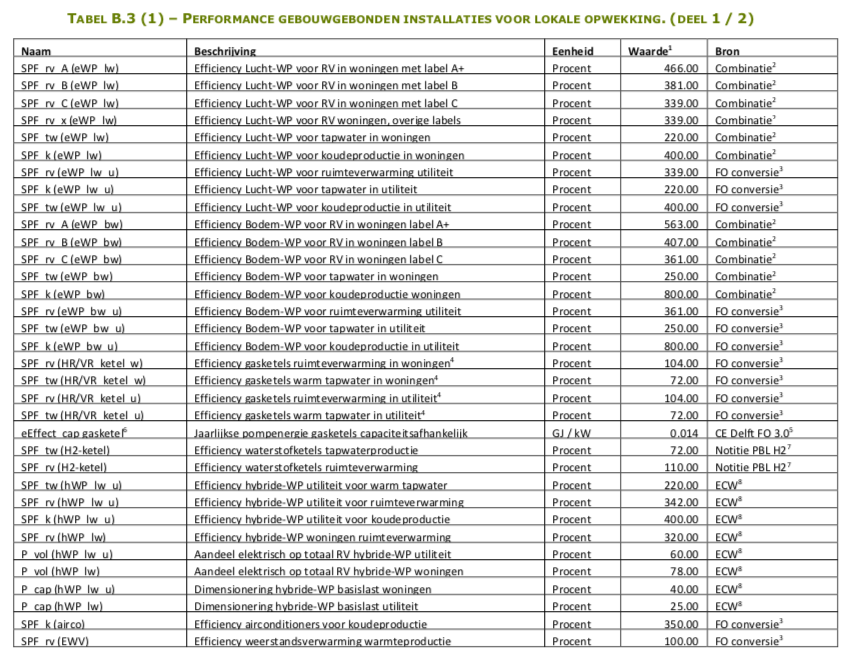 TABEL B.3 (1) – PERFORMANCE GEBOUWGEBONDEN INSTALLATIES VOOR LOKALE OPWEKKING. (DEEL 1 / 2)
Naam Beschrijving Eenheid Waarde¹ Bron
SPF_rv_A (eWP_lw) Efficiency Lucht-WP voor RV in woningen met label A+ Procent 466.00 Combinatie²
SPF_rv_B (eWP_lw) Efficiency Lucht-WP voor RV in woningen met label B Procent 381.00 Combinatie²
SPF_rv_C (eWP_lw) Efficiency Lucht-WP voor RV in woningen met label C Procent 339.00 Combinatie²
SPF_rv_x (eWP_lw) Efficiency Lucht-WP voor RV woningen, overige labels Procent 339.00 Combinatie²
SPF_tw (eWP_lw) Efficiency Lucht-WP voor tapwater in woningen Procent 220.00 Combinatie²
SPF_k (eWP_lw) Efficiency Lucht-WP voor koudeproductie in woningen Procent 400.00 Combinatie²
SPF_rv (eWP_lw_u) Efficiency Lucht-WP voor ruimteverwarming utiliteit Procent 339.00 FO conversie³
SPF_k (eWP_lw_u) Efficiency Lucht-WP voor tapwater in utiliteit Procent 220.00 FO conversie³
SPF_tw (eWP_lw_u) Efficiency Lucht-WP voor koudeproductie in utiliteit Procent 400.00 FO conversie³
SPF_rv_A (eWP_bw) Efficiency Bodem-WP voor RV in woningen label A+ Procent 563.00 Combinatie²
SPF_rv_B (eWP_bw) Efficiency Bodem-WP voor RV in woningen label B Procent 407.00 Combinatie²
SPF_rv_C (eWP_bw) Efficiency Bodem-WP voor RV in woningen label C Procent 361.00 Combinatie²
SPF_tw (eWP_bw) Efficiency Bodem-WP voor tapwater in woningen Procent 250.00 Combinatie²
SPF_k (eWP_bw) Efficiency Bodem-WP voor koudeproductie woningen Procent 800.00 Combinatie²
SPF_rv (eWP_bw_u) Efficiency Bodem-WP voor ruimteverwarming utiliteit Procent 361.00 FO conversie³
SPF_tw (eWP_bw_u) Efficiency Bodem-WP voor tapwater in utiliteit Procent 250.00 FO conversie³
SPF_k (eWP_bw_u) Efficiency Bodem-WP voor koudeproductie in utiliteit Procent 800.00 FO conversie³
SPF_rv (HR/VR_ketel_w) Efficiency gasketels ruimteverwarming in woningen⁴ Procent 104.00 FO conversie³
SPF_tw (HR/VR_ketel_w) Efficiency gasketels warm tapwater in woningen⁴ Procent 72.00 FO conversie³
SPF_rv (HR/VR_ketel_u) Efficiency gasketels ruimteverwarming in utiliteit⁴ Procent 104.00 FO conversie³
SPF_tw (HR/VR_ketel_u) Efficiency gasketels warm tapwater in utiliteit⁴ Procent 72.00 FO conversie³
eEffect_cap gasketel⁶ Jaarlijkse pompenergie gasketels capaciteitsafhankelijk GJ / kW 0.014 CE Delft FO 3.0⁵
SPF_tw (H2-ketel) Efficiency waterstofketels tapwaterproductie Procent 72.00 Notitie PBL H2⁷
SPF_rv (H2-ketel) Efficiency waterstofketels ruimteverwarming Procent 110.00 Notitie PBL H2⁷
SPF_tw (hWP_lw_u) Efficiency hybride-WP utiliteit voor warm tapwater Procent 220.00 ECW⁸
SPF_rv (hWP_lw_u) Efficiency hybride-WP utiliteit voor ruimteverwarming Procent 342.00 ECW⁸
SPF_k (hWP_lw_u) Efficiency hybride-WP utiliteit voor koudeproductie Procent 400.00 ECW⁸
SPF_rv (hWP_lw) Efficiency hybride-WP woningen ruimteverwarming Procent 320.00 ECW⁸
P_vol (hWP_lw_u) Aandeel elektrisch op totaal RV hybride-WP utiliteit Procent 60.00 ECW⁸
P_vol (hWP_lw) Aandeel elektrisch op totaal RV hybride-WP woningen Procent 78.00 ECW⁸
P_cap (hWP_lw_u) Dimensionering hybride-WP basislast woningen Procent 40.00 ECW⁸
P_cap (hWP_lw) Dimensionering hybride-WP basislast utiliteit Procent 25.00 ECW⁸
SPF_k (airco) Efficiency airconditioners voor koudeproductie Procent 350.00 FO conversie³
SPF_rv (EWV) Efficiency weerstandsverwarming warmteproductie Procent 100.00 FO conversie³